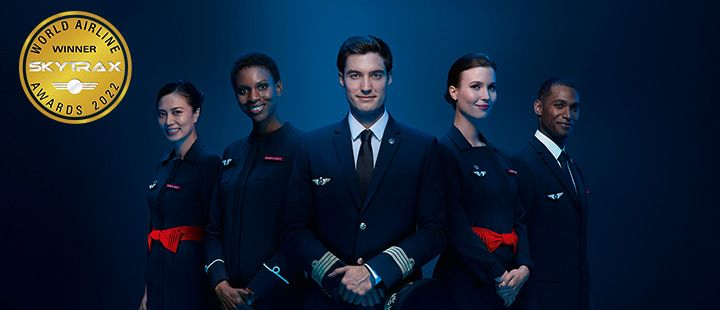 WORLD AIRLINE
WINNER
SKYTRAX
AWARDS 2022